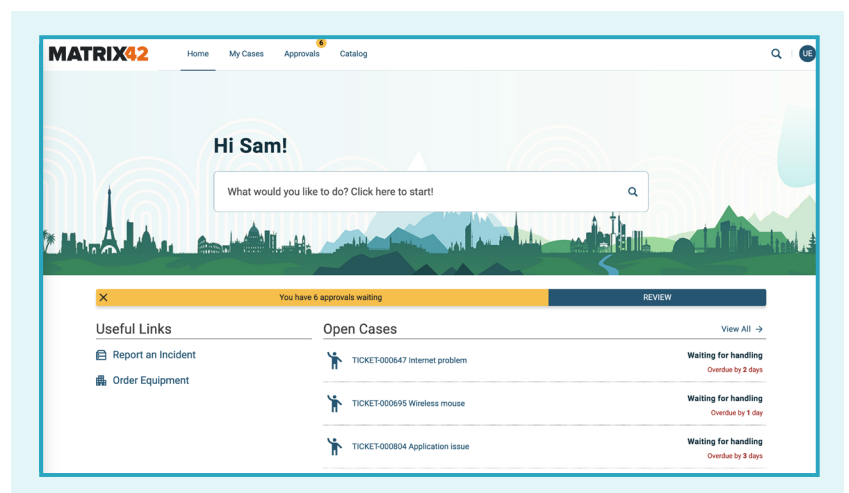 MATRIX42
Home My Cases Approvals 6 Catalog UE
Hi Sam!
What would you like to do? Click here to start!
You have 6 approvals waiting REVIEW
Useful Links
Report an Incident
Order Equipment
Open Cases View All
TICKET-000647 Internet problem Waiting for handling
Overdue by 2 days
TICKET-000695 Wireless mouse Waiting for handling
Overdue by 1 day
TICKET-000804 Application issue Waiting for handling
Overdue by 3 days